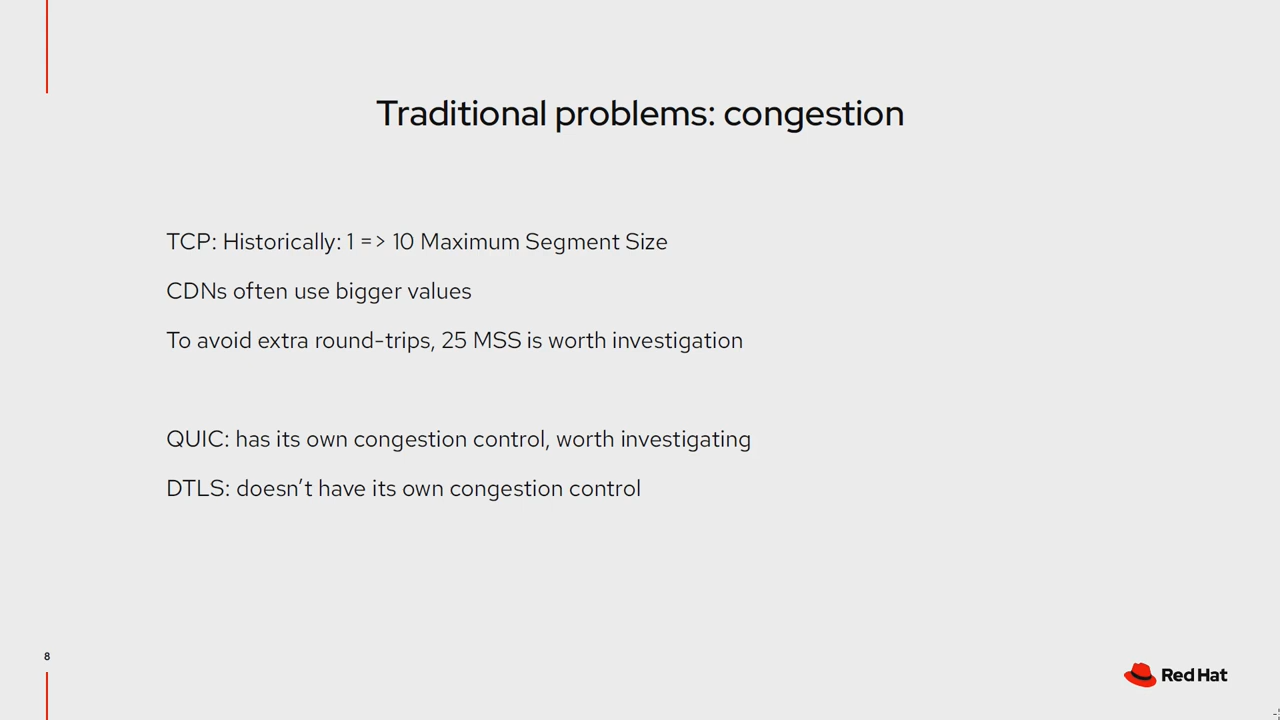 Traditional problems: congestion
TCP: Historically: 1 => 10 Maximum Segment Size
CDNs often use bigger values
To avoid extra round-trips, 25 MSS is worth investigation
QUIC: has its own congestion control, worth investigating
DTLS: doesn’t have its own congestion control
8
Red Hat